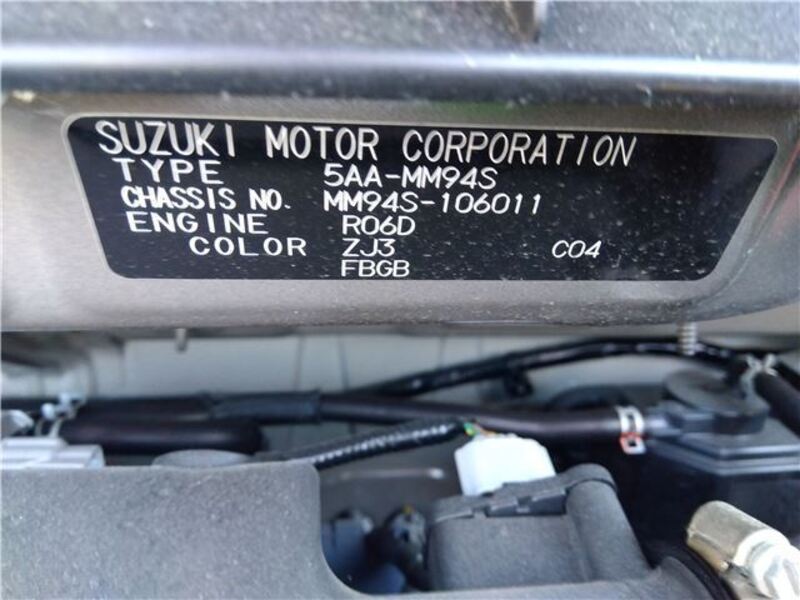 SUZUKI MOTOR CORPORATION
TYPE 5AA-MM94S
CHASSIS NO. MM94S-106011
ENGINE R06D
COLOR ZJ3 C04
FBGB